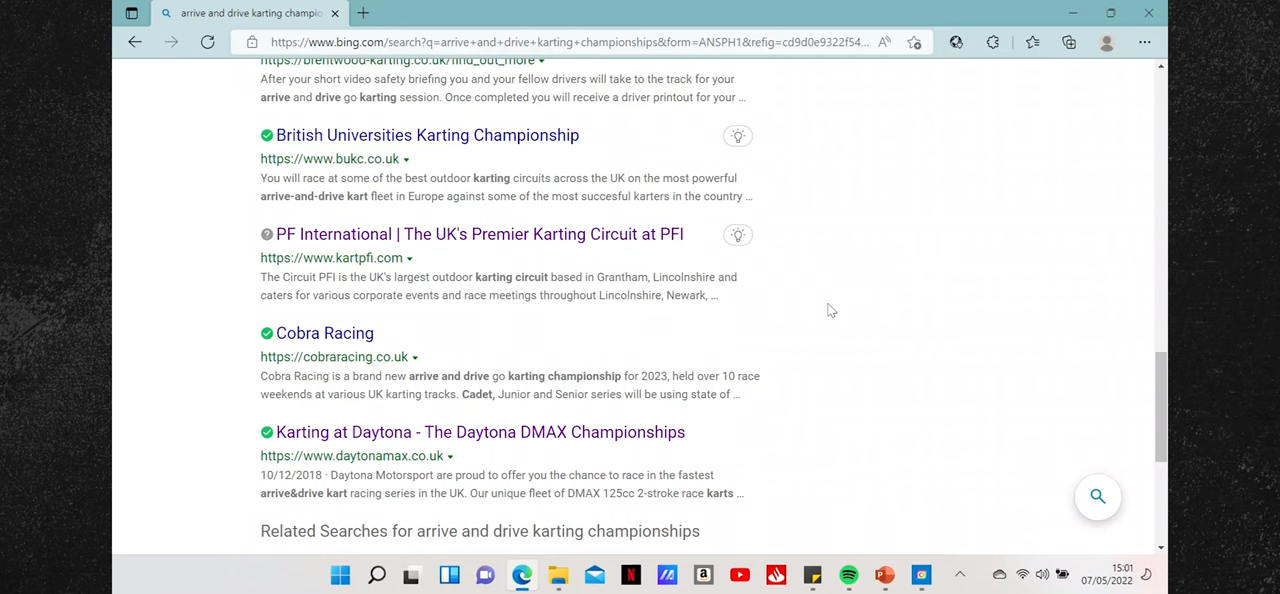 arrive and drive karting champio
https://www.bing.com/search?q=arrive+and+drive+karting+championships&form=ANSPH1&refig=cd9d0e9322f54...
https://brentwood-karting.co.uk/find_out_more
After your short video safety briefing you and your fellow drivers will take to the track for your
arrive and drive go karting session. Once completed you will receive a driver printout for your ...
British Universities Karting Championship
https://www.bukc.co.uk
You will race at some of the best outdoor karting circuits across the UK on the most powerful
arrive-and-drive kart fleet in Europe against some of the most succesful karters in the country ...
PF International | The UK's Premier Karting Circuit at PFI
https://www.kartpfi.com
The Circuit PFI is the UK's largest outdoor karting circuit based in Grantham, Lincolnshire and
caters for various corporate events and race meetings throughout Lincolnshire, Newark, ...
Cobra Racing
https://cobraracing.co.uk
Cobra Racing is a brand new arrive and drive go karting championship for 2023, held over 10 race
weekends at various UK karting tracks. Cadet, Junior and Senior series will be using state of ...
Karting at Daytona - The Daytona DMAX Championships
https://www.daytonamax.co.uk
10/12/2018 · Daytona Motorsport are proud to offer you the chance to race in the fastest
arrive&drive kart racing series in the UK. Our unique fleet of DMAX 125cc 2-stroke race karts ...
Related Searches for arrive and drive karting championships
15:01
07/05/2022